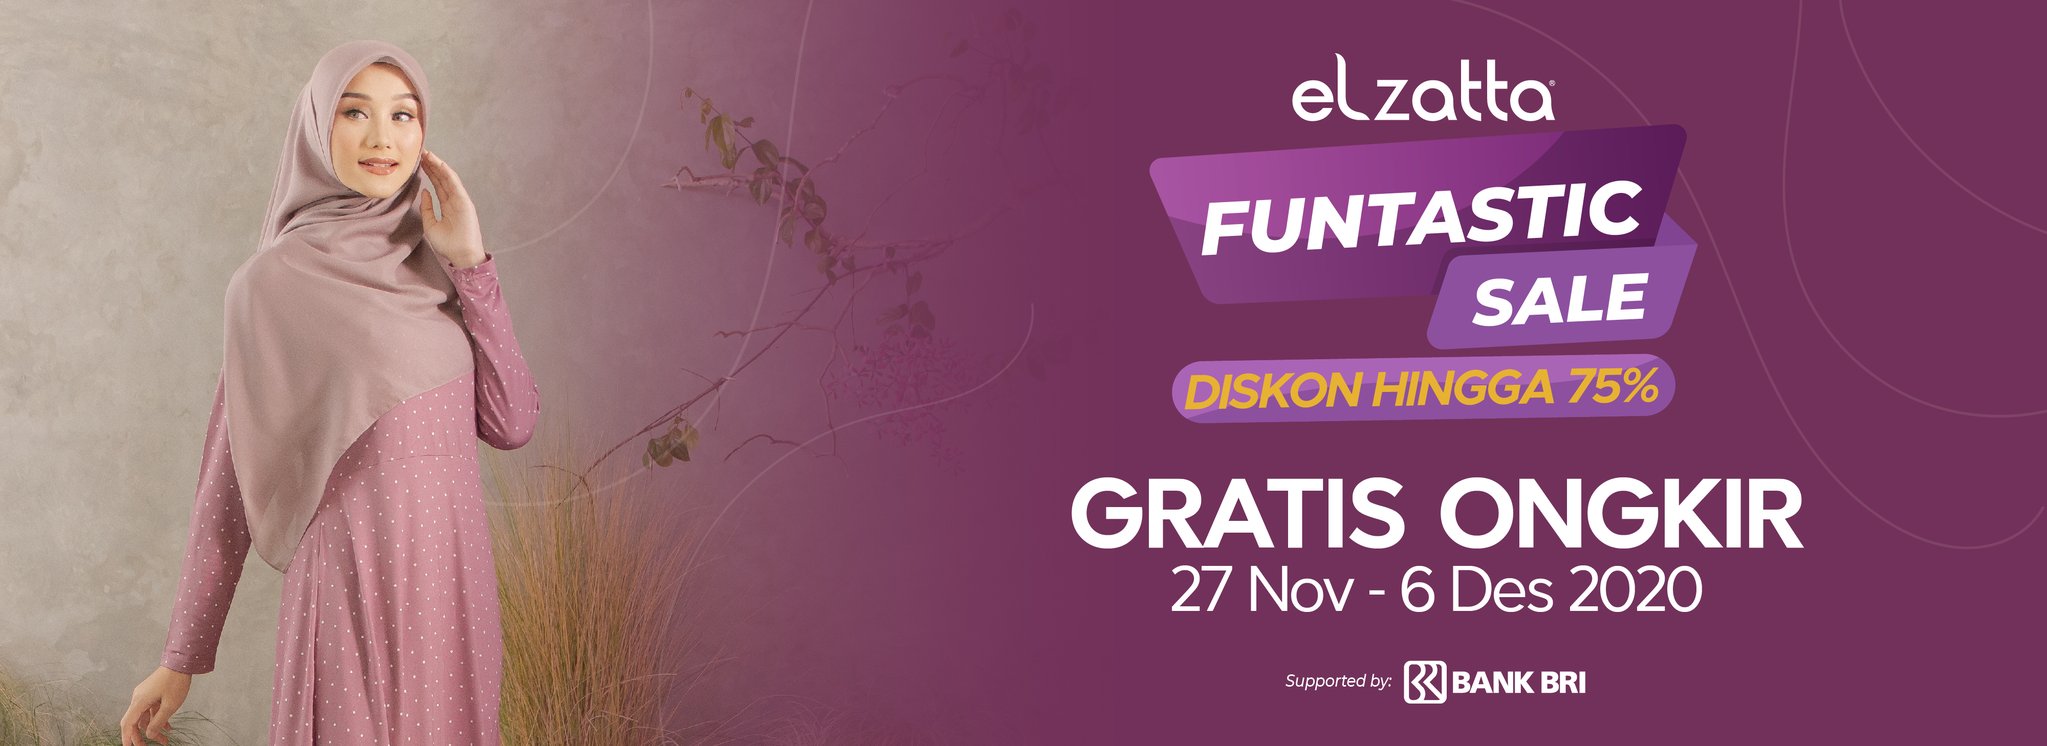 elzatta®
FUNTASTIC
SALE
DISKON HINGGA 75%
GRATIS ONGKIR
27 Nov - 6 Des 2020
Supported by: BANK BRI